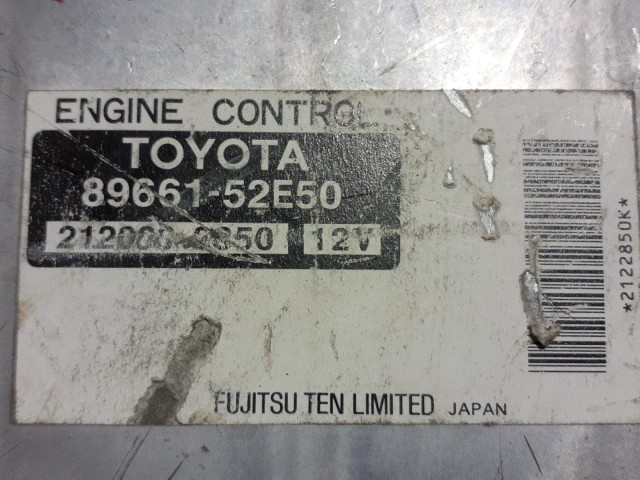 ENGINE CONTROL
TOYOTA
89661-52E50
12V
*2122850K*
FUJITSU TEN LIMITED JAPAN